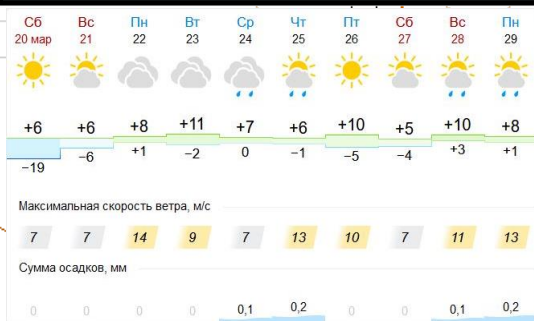 Сб Вс Пн Вт Ср Чт Пт Сб Вс Пн
20 мар 21 22 23 24 25 26 27 28 29
+6 +6 +8 +11 +7 +6 +10 +5 +10 +8
−19 −6 +1 −2 0 −1 −5 −4 +3 +1
Максимальная скорость ветра, м/с
7 7 14 9 7 13 10 7 11 13
Сумма осадков, мм
0 0 0 0 0,1 0,2 0 0 0,1 0,2